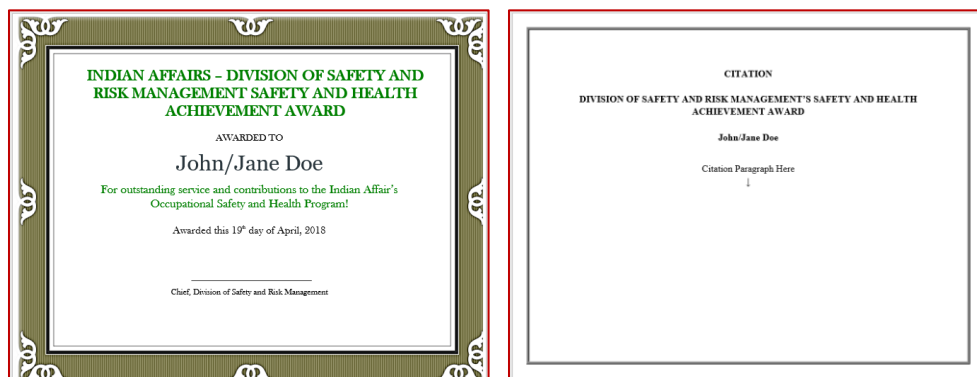 INDIAN AFFAIRS – DIVISION OF SAFETY AND
RISK MANAGEMENT SAFETY AND HEALTH
ACHIEVEMENT AWARD
AWARDED TO
John/Jane Doe
For outstanding service and contributions to the Indian Affair's
Occupational Safety and Health Program!
Awarded this 19th day of April, 2018
Chief, Division of Safety and Risk Management
CITATION
DIVISION OF SAFETY AND RISK MANAGEMENT'S SAFETY AND HEALTH
ACHIEVEMENT AWARD
John/Jane Doe
Citation Paragraph Here
↓